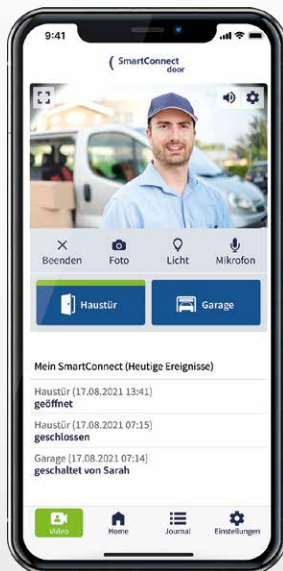 9:41
SmartConnect
door
Beenden Foto Licht Mikrofon
Haustür Garage
Mein SmartConnect (Heutige Ereignisse)
Haustür (17.08.2021 13:41)
geöffnet
Haustür (17.08.2021 07:15)
geschlossen
Garage (17.08.2021 07:14)
geschaltet von Sarah
Video Home Journal Einstellungen